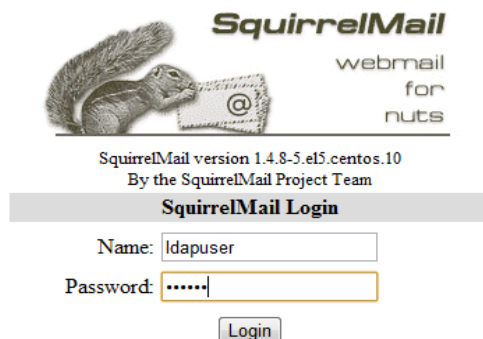 SquirrelMail
webmail
for
nuts
@
SquirrelMail version 1.4.8-5.el5.centos.10
By the SquirrelMail Project Team
SquirrelMail Login
Name: ldapuser
Password: ••••••
Login